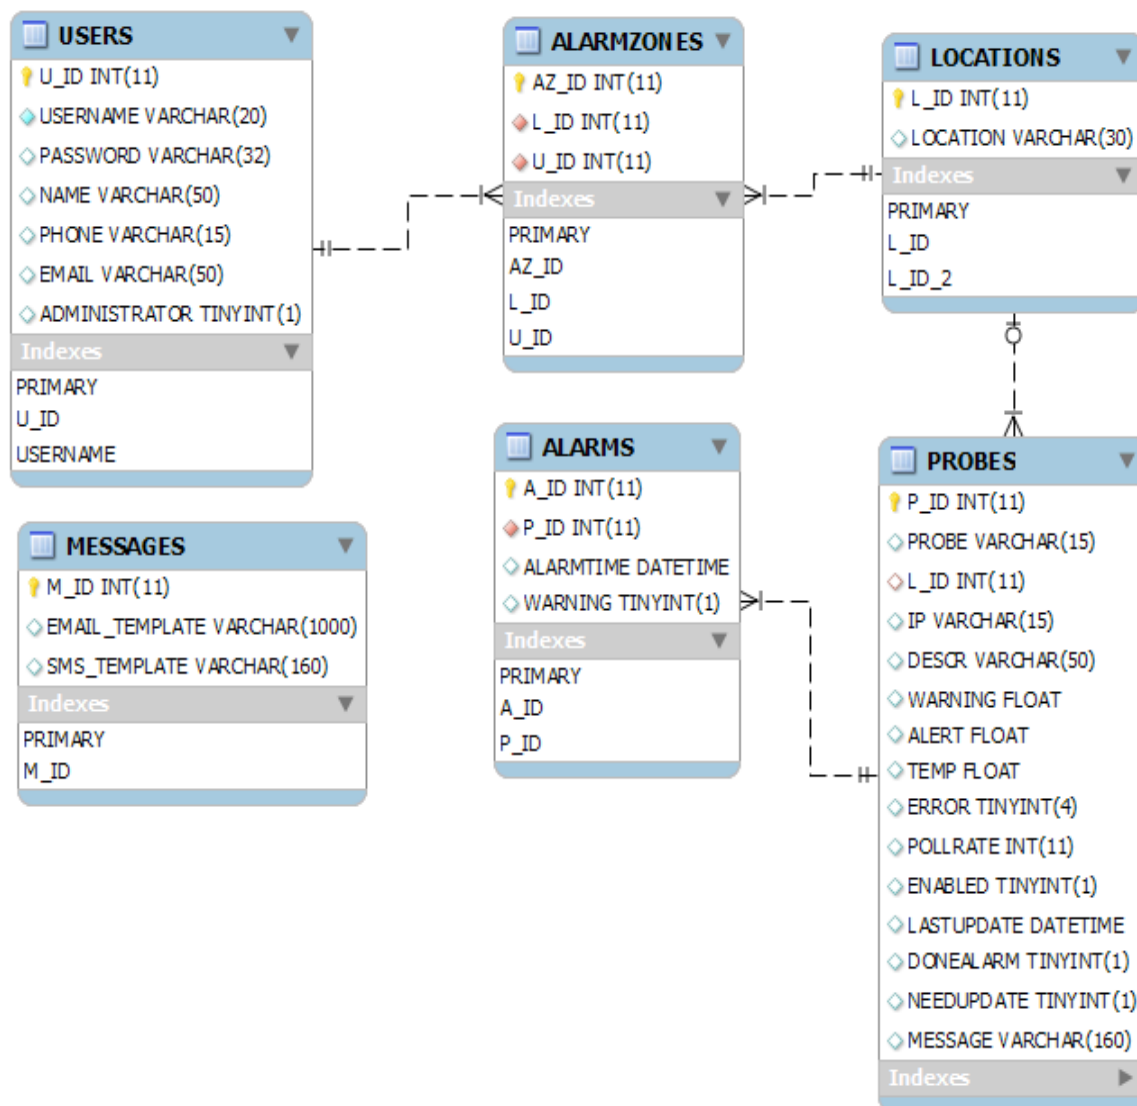 USERS
U_ID INT(11)
USERNAME VARCHAR(20)
PASSWORD VARCHAR(32)
NAME VARCHAR(50)
PHONE VARCHAR(15)
EMAIL VARCHAR(50)
ADMINISTRATOR TINYINT(1)
Indexes
PRIMARY
U_ID
USERNAME
ALARMZONES
AZ_ID INT(11)
L_ID INT(11)
U_ID INT(11)
Indexes
PRIMARY
AZ_ID
L_ID
U_ID
LOCATIONS
L_ID INT(11)
LOCATION VARCHAR(30)
Indexes
PRIMARY
L_ID
L_ID_2
MESSAGES
M_ID INT(11)
EMAIL_TEMPLATE VARCHAR(1000)
SMS_TEMPLATE VARCHAR(160)
Indexes
PRIMARY
M_ID
ALARMS
A_ID INT(11)
P_ID INT(11)
ALARMTIME DATETIME
WARNING TINYINT(1)
Indexes
PRIMARY
A_ID
P_ID
PROBES
P_ID INT(11)
PROBE VARCHAR(15)
L_ID INT(11)
IP VARCHAR(15)
DESCR VARCHAR(50)
WARNING FLOAT
ALERT FLOAT
TEMP FLOAT
ERROR TINYINT(4)
POLLRATE INT(11)
ENABLED TINYINT(1)
LASTUPDATE DATETIME
DONEALARM TINYINT(1)
NEEDUPDATE TINYINT(1)
MESSAGE VARCHAR(160)
Indexes